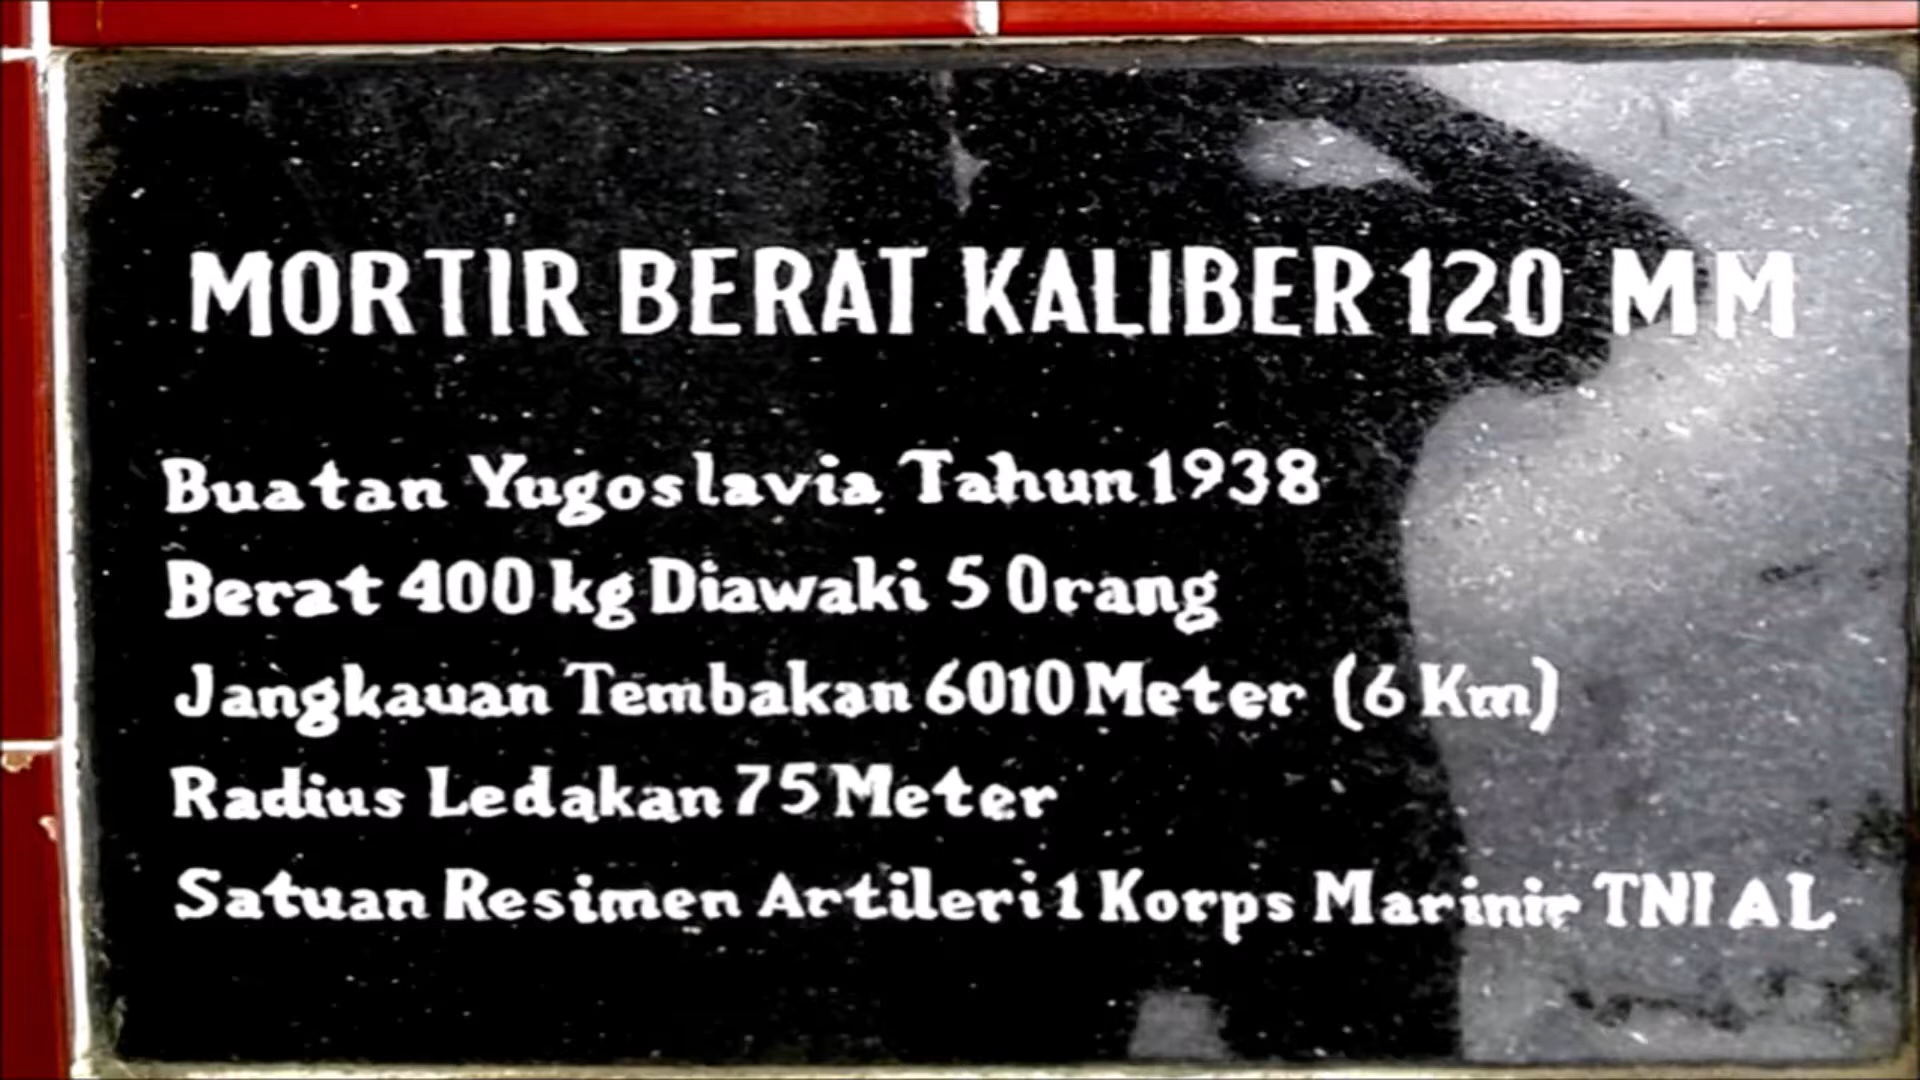 MORTIR BERAT KALIBER 120 MM
Buatan Yugoslavia Tahun 1938
Berat 400 kg Diawaki 5 Orang
Jangkauan Tembakan 6010 Meter (6 Km)
Radius Ledakan 75 Meter
Satuan Resimen Artileri 1 Korps Marinir TNI AL